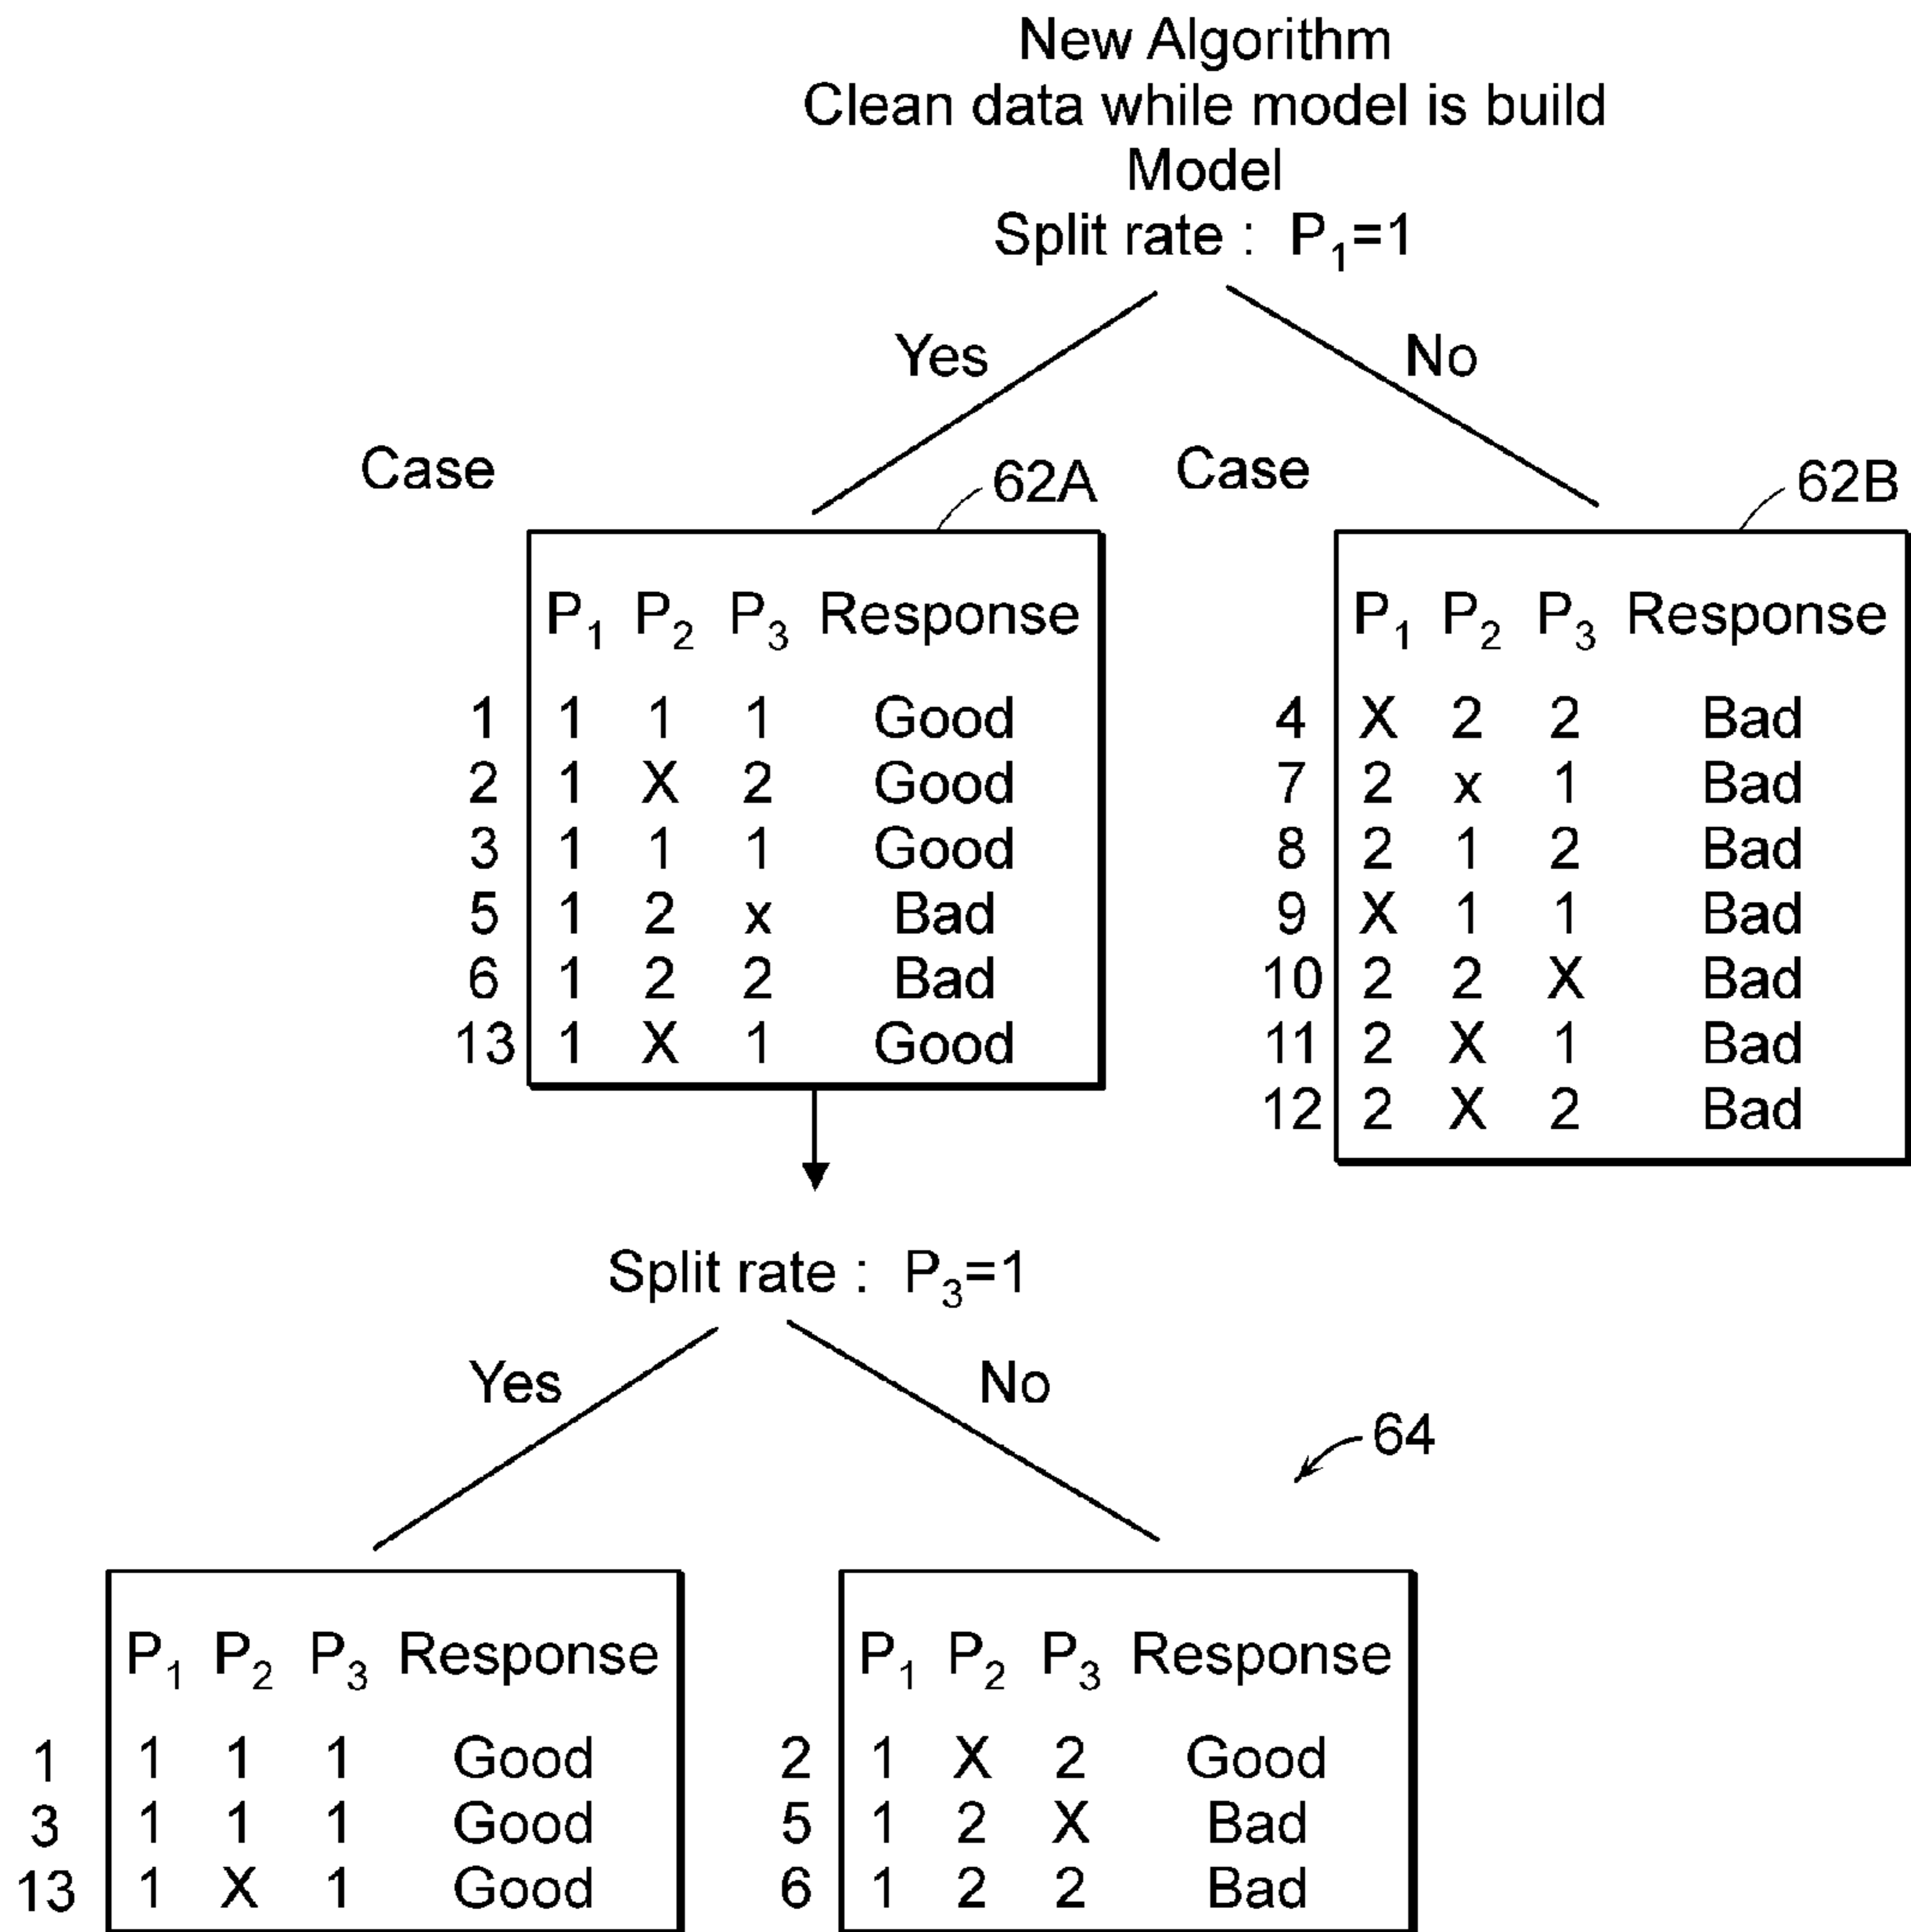 New Algorithm
Clean data while model is build
Model
Split rate : P₁=1
Yes
No
Case
62A
P₁ P₂ P₃ Response
1 1 1 1 Good
2 1 X 2 Good
3 1 1 1 Good
5 1 2 x Bad
6 1 2 2 Bad
13 1 X 1 Good
Case
62B
P₁ P₂ P₃ Response
4 X 2 2 Bad
7 2 x 1 Bad
8 2 1 2 Bad
9 X 1 1 Bad
10 2 2 X Bad
11 2 X 1 Bad
12 2 X 2 Bad
Split rate : P₃=1
Yes
No
64
P₁ P₂ P₃ Response
1 1 1 1 Good
3 1 1 1 Good
13 1 X 1 Good
P₁ P₂ P₃ Response
2 1 X 2 Good
5 1 2 X Bad
6 1 2 2 Bad